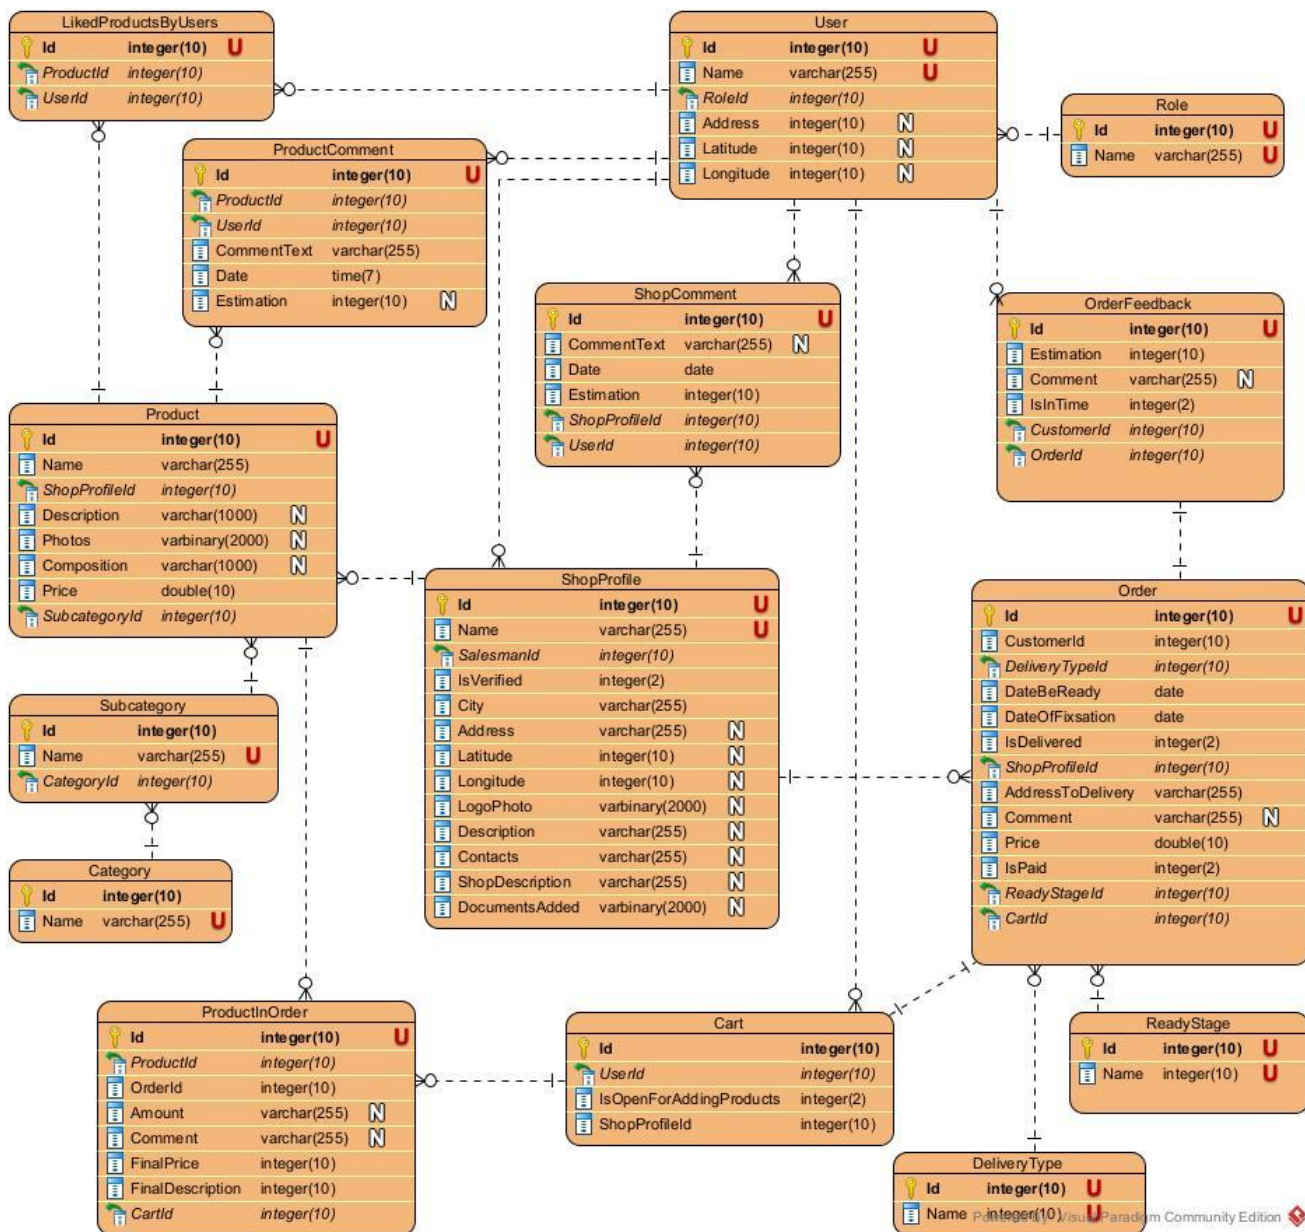 LikedProductsByUsers
Id integer(10) U
ProductId integer(10)
UserId integer(10)
User
Id integer(10) U
Name varchar(255) U
RoleId integer(10)
Address integer(10) N
Latitude integer(10) N
Longitude integer(10) N
Role
Id integer(10) U
Name varchar(255) U
ProductComment
Id integer(10) U
ProductId integer(10)
UserId integer(10)
CommentText varchar(255)
Date time(7)
Estimation integer(10) N
ShopComment
Id integer(10) U
CommentText varchar(255) N
Date date
Estimation integer(10)
ShopProfileId integer(10)
UserId integer(10)
OrderFeedback
Id integer(10) U
Estimation integer(10)
Comment varchar(255) N
IsInTime integer(2)
CustomerId integer(10)
OrderId integer(10)
Product
Id integer(10) U
Name varchar(255)
ShopProfileId integer(10)
Description varchar(1000) N
Photos varbinary(2000) N
Composition varchar(1000) N
Price double(10)
SubcategoryId integer(10)
ShopProfile
Id integer(10) U
Name varchar(255) U
SalesmanId integer(10)
IsVerified integer(2)
City varchar(255)
Address varchar(255) N
Latitude integer(10) N
Longitude integer(10) N
LogoPhoto varbinary(2000) N
Description varchar(255) N
Contacts varchar(255) N
ShopDescription varchar(255) N
DocumentsAdded varbinary(2000) N
Order
Id integer(10) U
CustomerId integer(10)
DeliveryTypeId integer(10)
DateBeReady date
DateOfFixsation date
IsDelivered integer(2)
ShopProfileId integer(10)
AddressToDelivery varchar(255)
Comment varchar(255) N
Price double(10)
IsPaid integer(2)
ReadyStageId integer(10)
CartId integer(10)
Subcategory
Id integer(10)
Name varchar(255) U
CategoryId integer(10)
Category
Id integer(10)
Name varchar(255) U
ProductInOrder
Id integer(10) U
ProductId integer(10)
OrderId integer(10)
Amount varchar(255) N
Comment varchar(255) N
FinalPrice integer(10)
FinalDescription integer(10)
CartId integer(10)
Cart
Id integer(10)
UserId integer(10)
IsOpenForAddingProducts integer(2)
ShopProfileId integer(10)
ReadyStage
Id integer(10) U
Name integer(10) U
DeliveryType
Id integer(10) U
Name integer(10) U
Visual Paradigm Community Edition